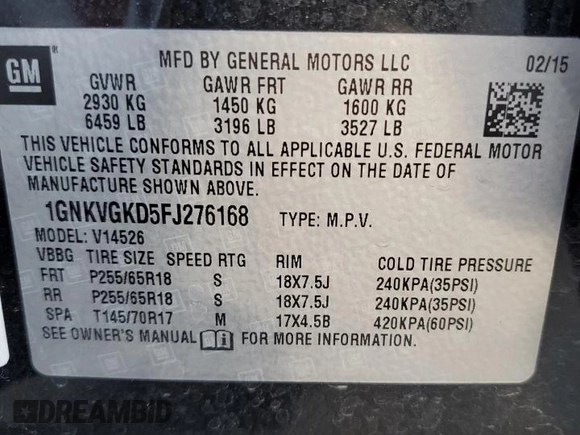 GM
MFD BY GENERAL MOTORS LLC 02/15
GVWR GAWR FRT GAWR RR
2930 KG 1450 KG 1600 KG
6459 LB 3196 LB 3527 LB
THIS VEHICLE CONFORMS TO ALL APPLICABLE U.S. FEDERAL MOTOR
VEHICLE SAFETY STANDARDS IN EFFECT ON THE DATE OF
MANUFACTURE SHOWN ABOVE.
1GNKVGKD5FJ276168 TYPE: M.P.V.
MODEL: V14526
VBBG TIRE SIZE SPEED RTG RIM COLD TIRE PRESSURE
FRT P255/65R18 S 18X7.5J 240KPA(35PSI)
RR P255/65R18 S 18X7.5J 240KPA(35PSI)
SPA T145/70R17 M 17X4.5B 420KPA(60PSI)
SEE OWNER'S MANUAL i FOR MORE INFORMATION.
DREAMBID